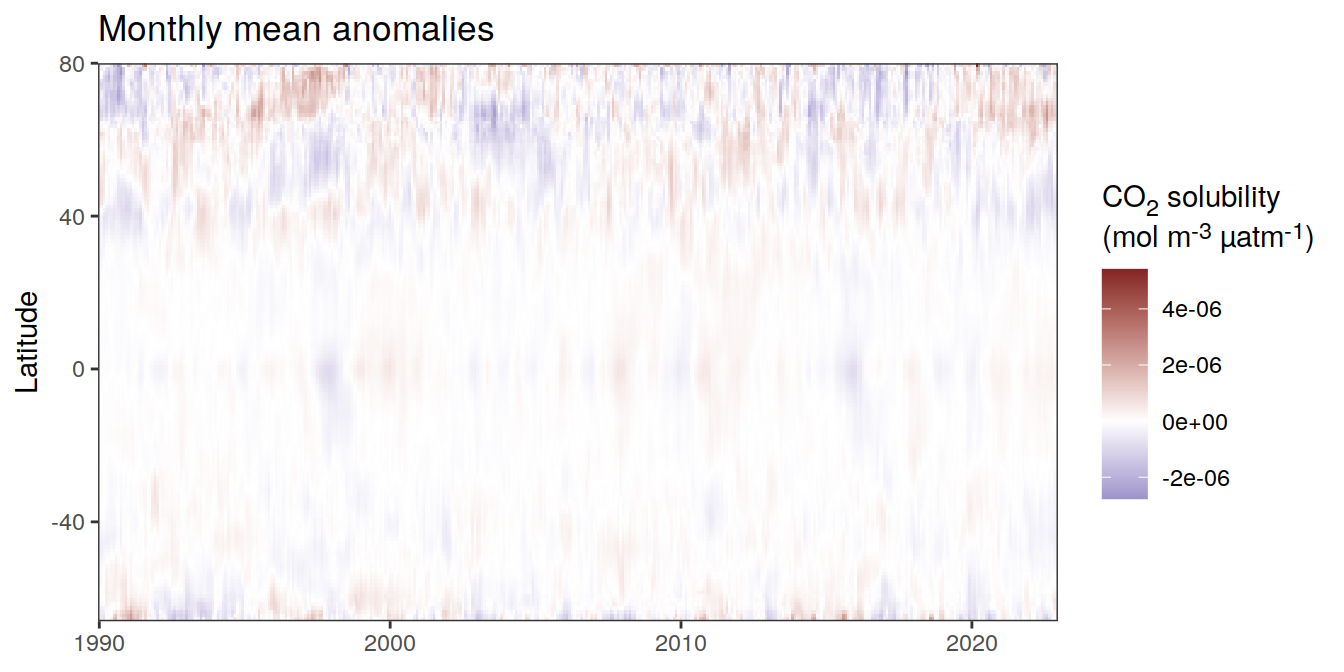 Monthly mean anomalies
80
40
0
-40
Latitude
1990
2000
2010
2020
CO₂ solubility
(mol m⁻³ µatm⁻¹)
4e-06
2e-06
0e+00
-2e-06